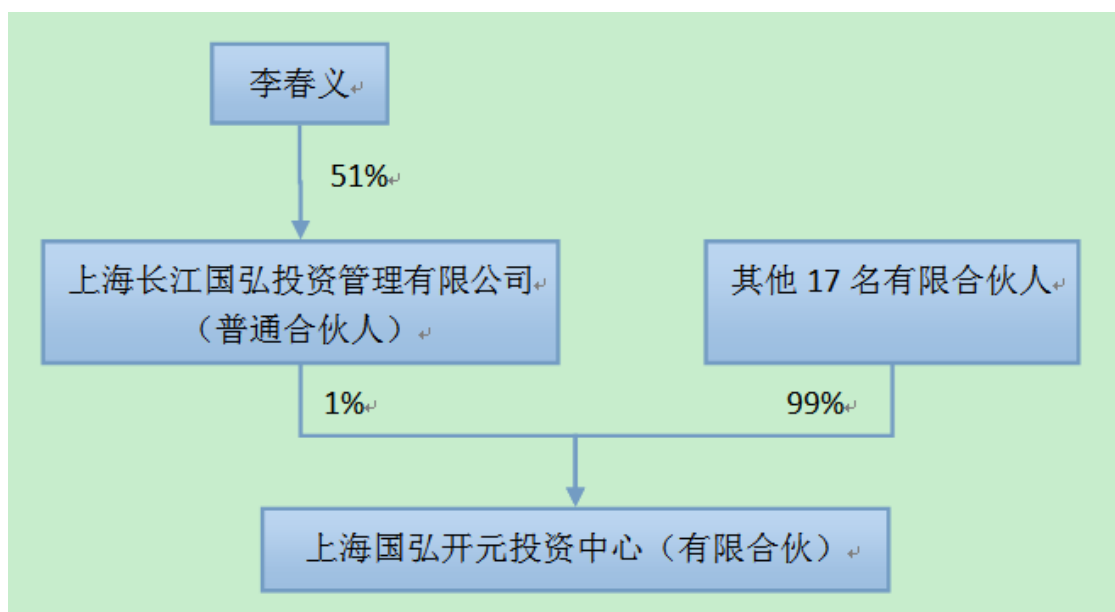 李春义
51%
上海长江国弘投资管理有限公司
（普通合伙人）
其他 17 名有限合伙人
1%
99%
上海国弘开元投资中心（有限合伙）